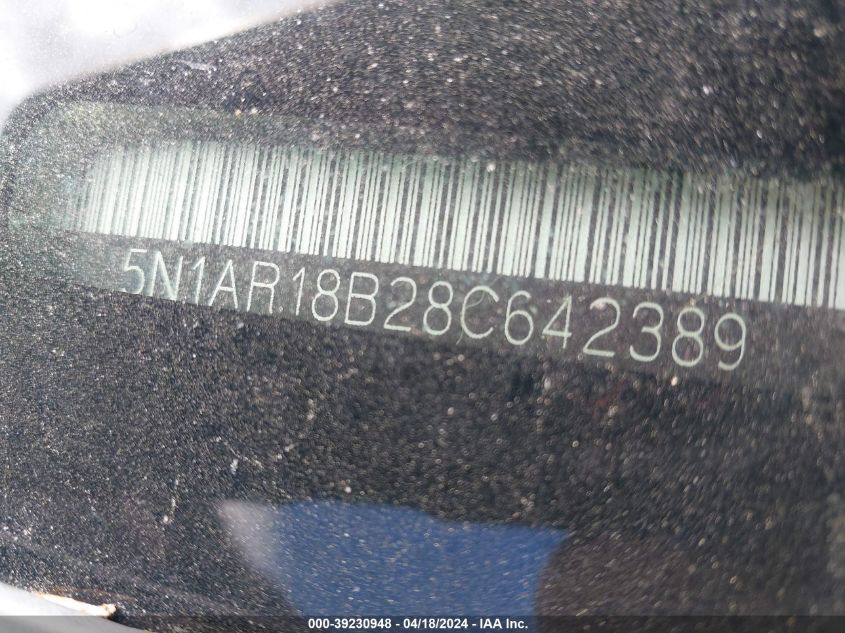 5N1AR18B28C642389
000-39230948 - 04/18/2024 - IAA Inc.